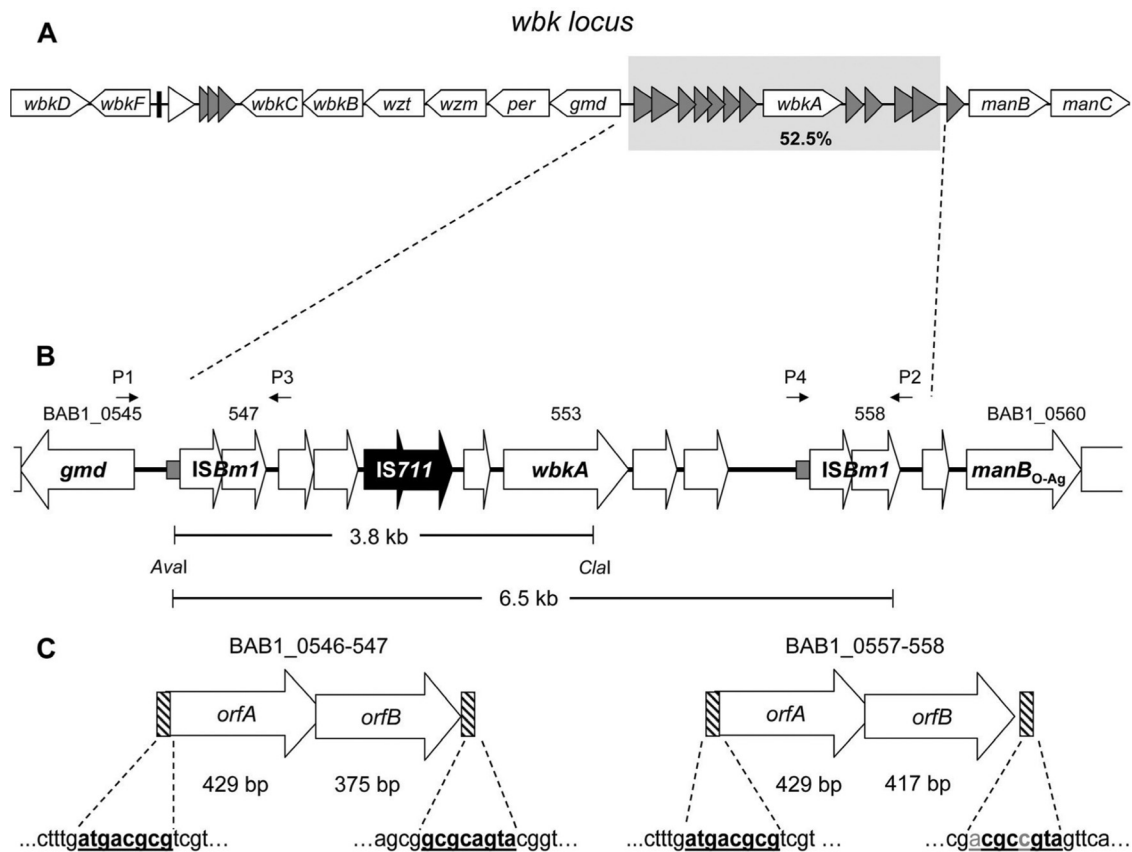 wbk locus
A
wbkD wbkF wbkC wbkB wzt wzm per gmd wbkA manB manC
52.5%
B
P1 P3 P4 P2
BAB1_0545 547 553 558 BAB1_0560
gmd ISBm1 IS711 wbkA ISBm1 manBO-Ag
3.8 kb
AvaI ClaI
6.5 kb
C
BAB1_0546-547 BAB1_0557-558
orfA orfB orfA orfB
429 bp 375 bp 429 bp 417 bp
...ctttgatgacgcgtcgt... ...agcggcgcagtacggt... ...ctttgatgacgcgtcgt ... ...cgacgccgtagttca...